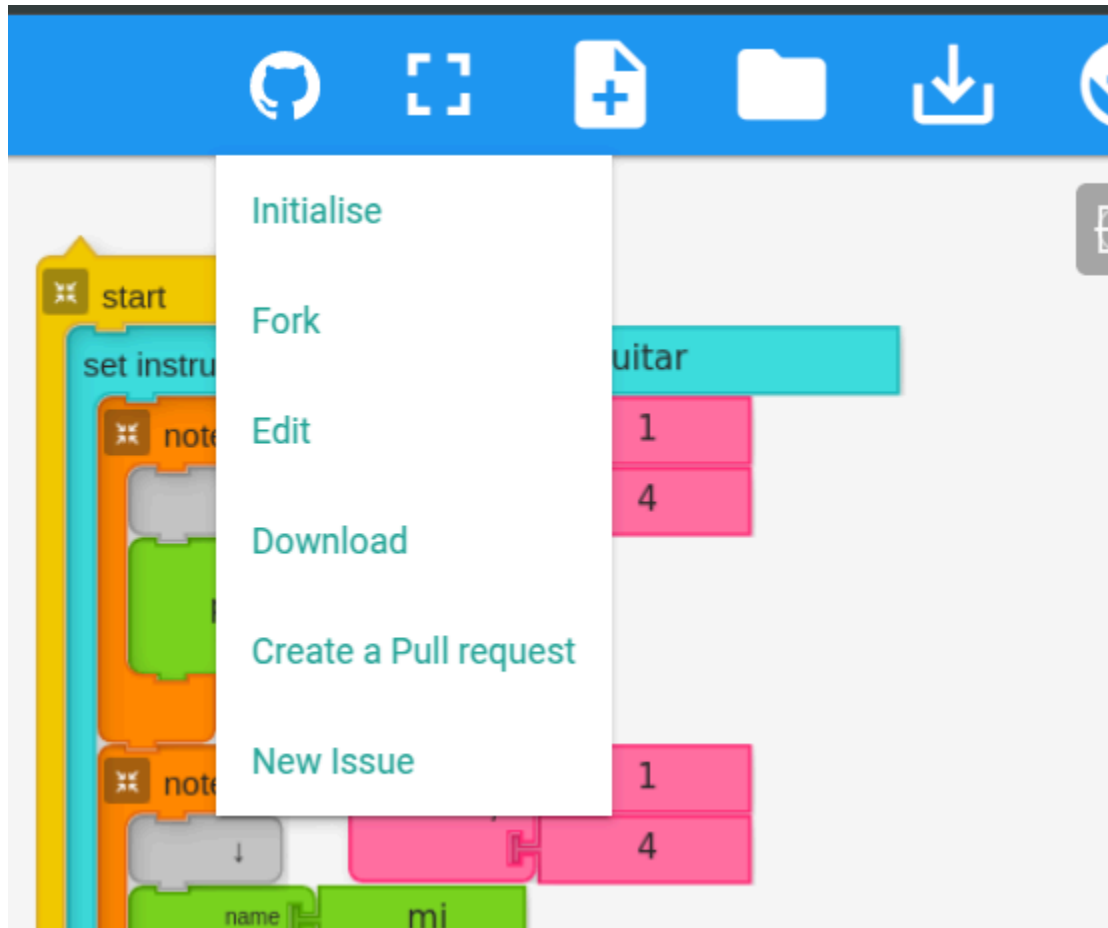 Initialise
start
Fork
set instru
uitar
Edit
note
1
4
Download
Create a Pull request
New Issue
note
1
4
↓
name
mi